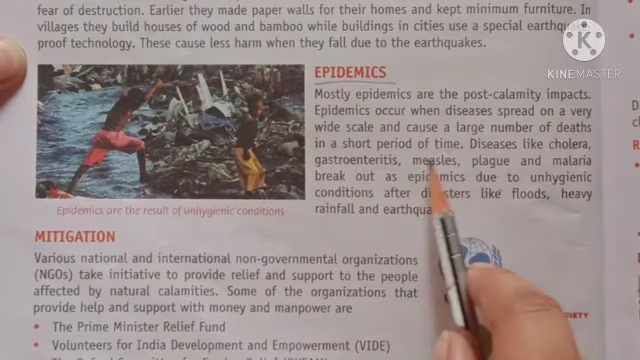 fear of destruction. Earlier they made paper walls for their homes and kept minimum furniture. In
villages they build houses of wood and bamboo while buildings in cities use a special earthquake
proof technology. These cause less harm when they fall due to the earthquakes.
KINEMASTER
EPIDEMICS
Mostly epidemics are the post-calamity impacts.
Epidemics occur when diseases spread on a very
wide scale and cause a large number of deaths
in a short period of time. Diseases like cholera,
gastroenteritis, measles, plague and malaria
break out as epidemics due to unhygienic
conditions after disasters like floods, heavy
rainfall and earthqua
Epidemics are the result of unhygienic conditions
MITIGATION
Various national and international non-governmental organizations
(NGOs) take initiative to provide relief and support to the people
affected by natural calamities. Some of the organizations that
provide help and support with money and manpower are
The Prime Minister Relief Fund
Volunteers for India Development and Empowerment (VIDE)